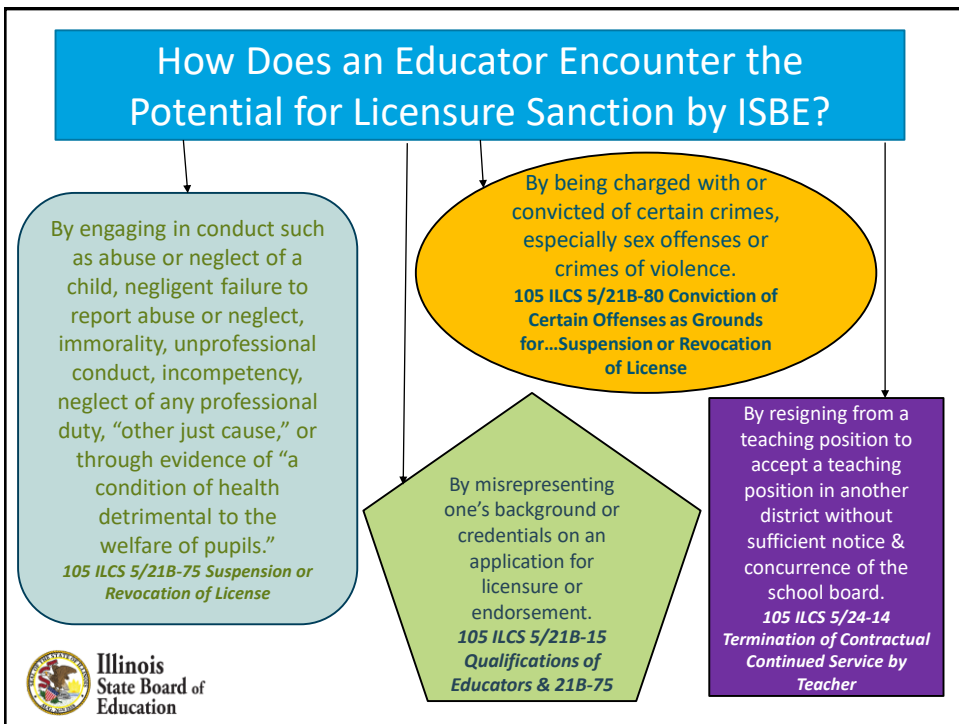 How Does an Educator Encounter the
Potential for Licensure Sanction by ISBE?
By engaging in conduct such
as abuse or neglect of a
child, negligent failure to
report abuse or neglect,
immorality, unprofessional
conduct, incompetency,
neglect of any professional
duty, “other just cause,” or
through evidence of “a
condition of health
detrimental to the
welfare of pupils.”
105 ILCS 5/21B-75 Suspension or
Revocation of License
By being charged with or
convicted of certain crimes,
especially sex offenses or
crimes of violence.
105 ILCS 5/21B-80 Conviction of
Certain Offenses as Grounds
for…Suspension or Revocation
of License
By misrepresenting
one’s background or
credentials on an
application for
licensure or
endorsement.
105 ILCS 5/21B-15
Qualifications of
Educators & 21B-75
By resigning from a
teaching position to
accept a teaching
position in another
district without
sufficient notice &
concurrence of the
school board.
105 ILCS 5/24-14
Termination of Contractual
Continued Service by
Teacher
Illinois
State Board of
Education